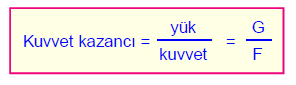 Kuvvet kazancı = yük / kuvvet = G / F